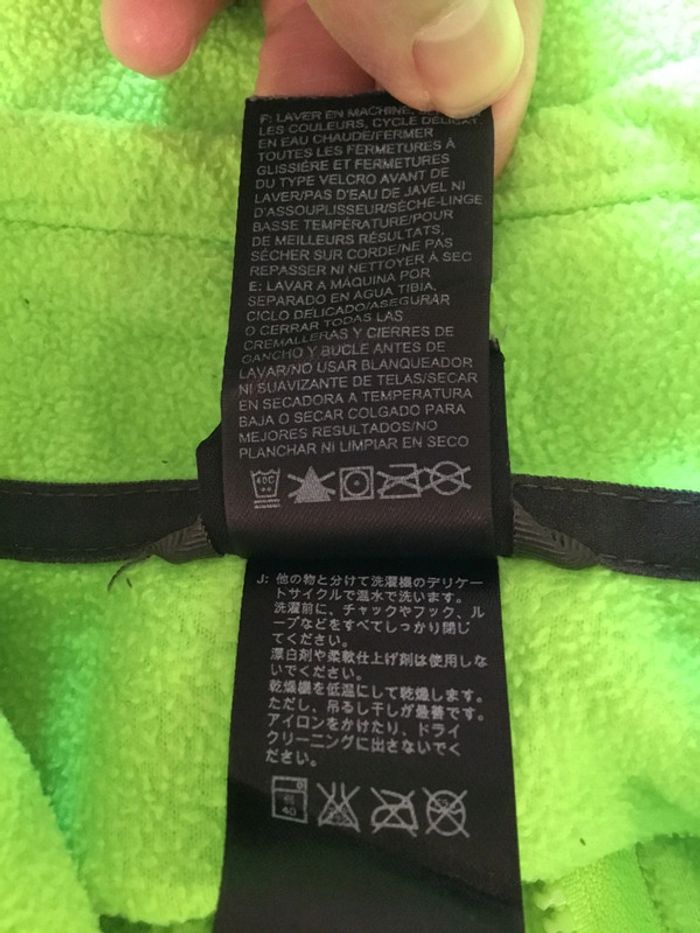 F: LAVER EN MACHINE,
LES COULEURS, CYCLE DÉLICAT
EN EAU CHAUDE/FERMER
TOUTES LES FERMETURES À
GLISSIÈRE ET FERMETURES
DU TYPE VELCRO AVANT DE
LAVER/PAS D'EAU DE JAVEL NI
D'ASSOUPLISSEUR/SÈCHE-LINGE
BASSE TEMPÉRATURE/POUR
DE MEILLEURS RÉSULTATS,
SÉCHER SUR CORDE/NE PAS
REPASSER NI NETTOYER À SEC
E: LAVAR A MÁQUINA POR
SEPARADO EN AGUA TIBIA,
CICLO DELICADO/ASEGURAR
O CERRAR TODAS LAS
CREMALLERAS Y CIERRES DE
GANCHO Y BUCLE ANTES DE
LAVAR/NO USAR BLANQUEADOR
NI SUAVIZANTE DE TELAS/SECAR
EN SECADORA A TEMPERATURA
BAJA O SECAR COLGADO PARA
MEJORES RESULTADOS/NO
PLANCHAR NI LIMPIAR EN SECO
40C
J: 他の物と分けて洗濯機のデリケー
トサイクルで温水で洗います。
洗濯前に、チャックやフック、ル
ープなどをすべてしっかり閉じ
てください。
漂白剤や柔軟仕上げ剤は使用しな
いでください。
乾燥機を低温にして乾燥します。
ただし、吊るし干しが最善です。
アイロンをかけたり、ドライ
クリーニングに出さないでく
ださい。
40